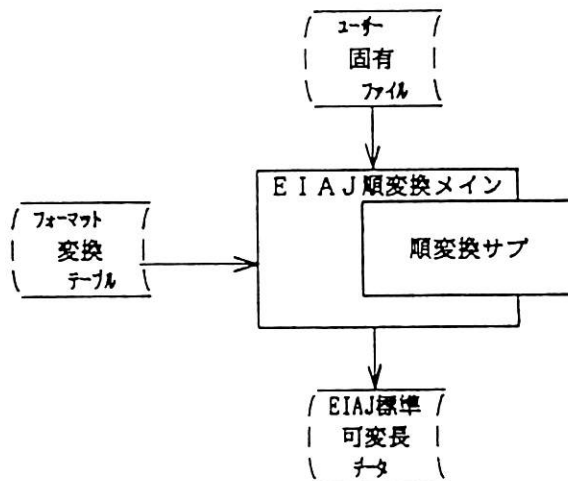 ユーザー
固有
ファイル
ＥＩＡＪ順変換メイン
順変換サブ
フォーマット
変換
テーブル
EIAJ標準
可変長
データ